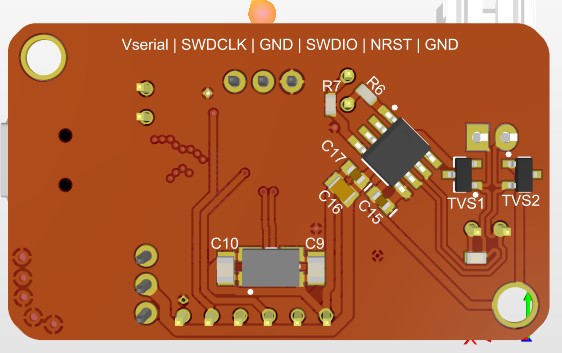 Vserial | SWDCLK | GND | SWDIO | NRST | GND
R7
R6
C17
C16
C15
TVS1
TVS2
C10
C9